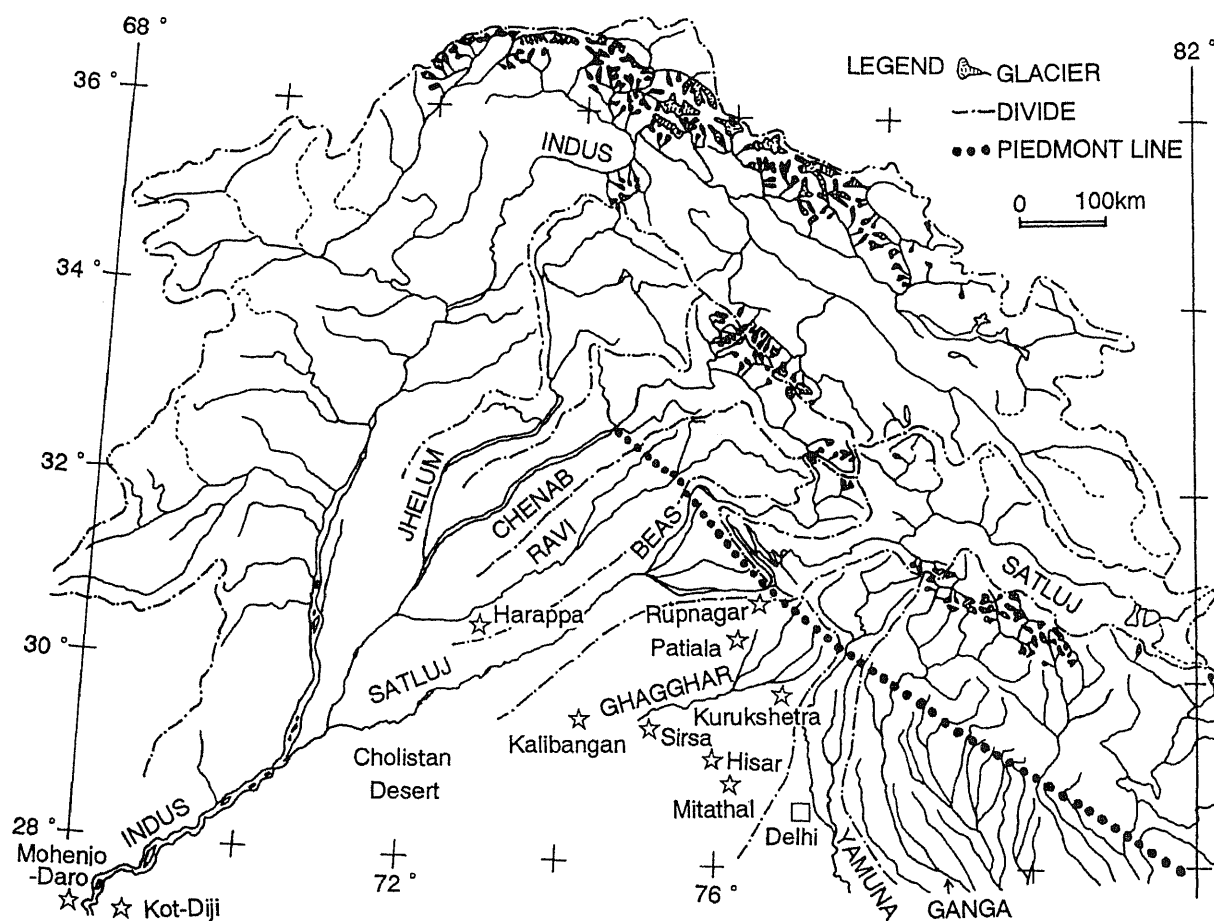 68°
82°
36°
LEGEND
GLACIER
DIVIDE
PIEDMONT LINE
0 100km
INDUS
34°
32°
JHELUM
CHENAB
RAVI
BEAS
SATLUJ
Harappa
Rupnagar
30°
Patiala
SATLUJ
GHAGGHAR
Kurukshetra
Kalibangan
Sirsa
Cholistan
Desert
Hisar
Mitathal
INDUS
28°
Delhi
Mohenjo
-Daro
72°
76°
YAMUNA
GANGA
Kot-Diji